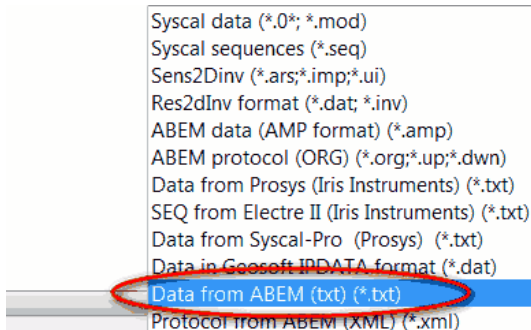 Syscal data (*.0*; *.mod)
Syscal sequences (*.seq)
Sens2Dinv (*.ars;*.imp;*.ui)
Res2dInv format (*.dat; *.inv)
ABEM data (AMP format) (*.amp)
ABEM protocol (ORG) (*.org;*.up;*.dwn)
Data from Prosys (Iris Instruments) (*.txt)
SEQ from Electre II (Iris Instruments) (*.txt)
Data from Syscal-Pro  (Prosys)  (*.txt)
Data in Geosoft IPDATA format (*.dat)
Data from ABEM (txt) (*.txt)
Protocol from ABEM (XML) (*.xml)